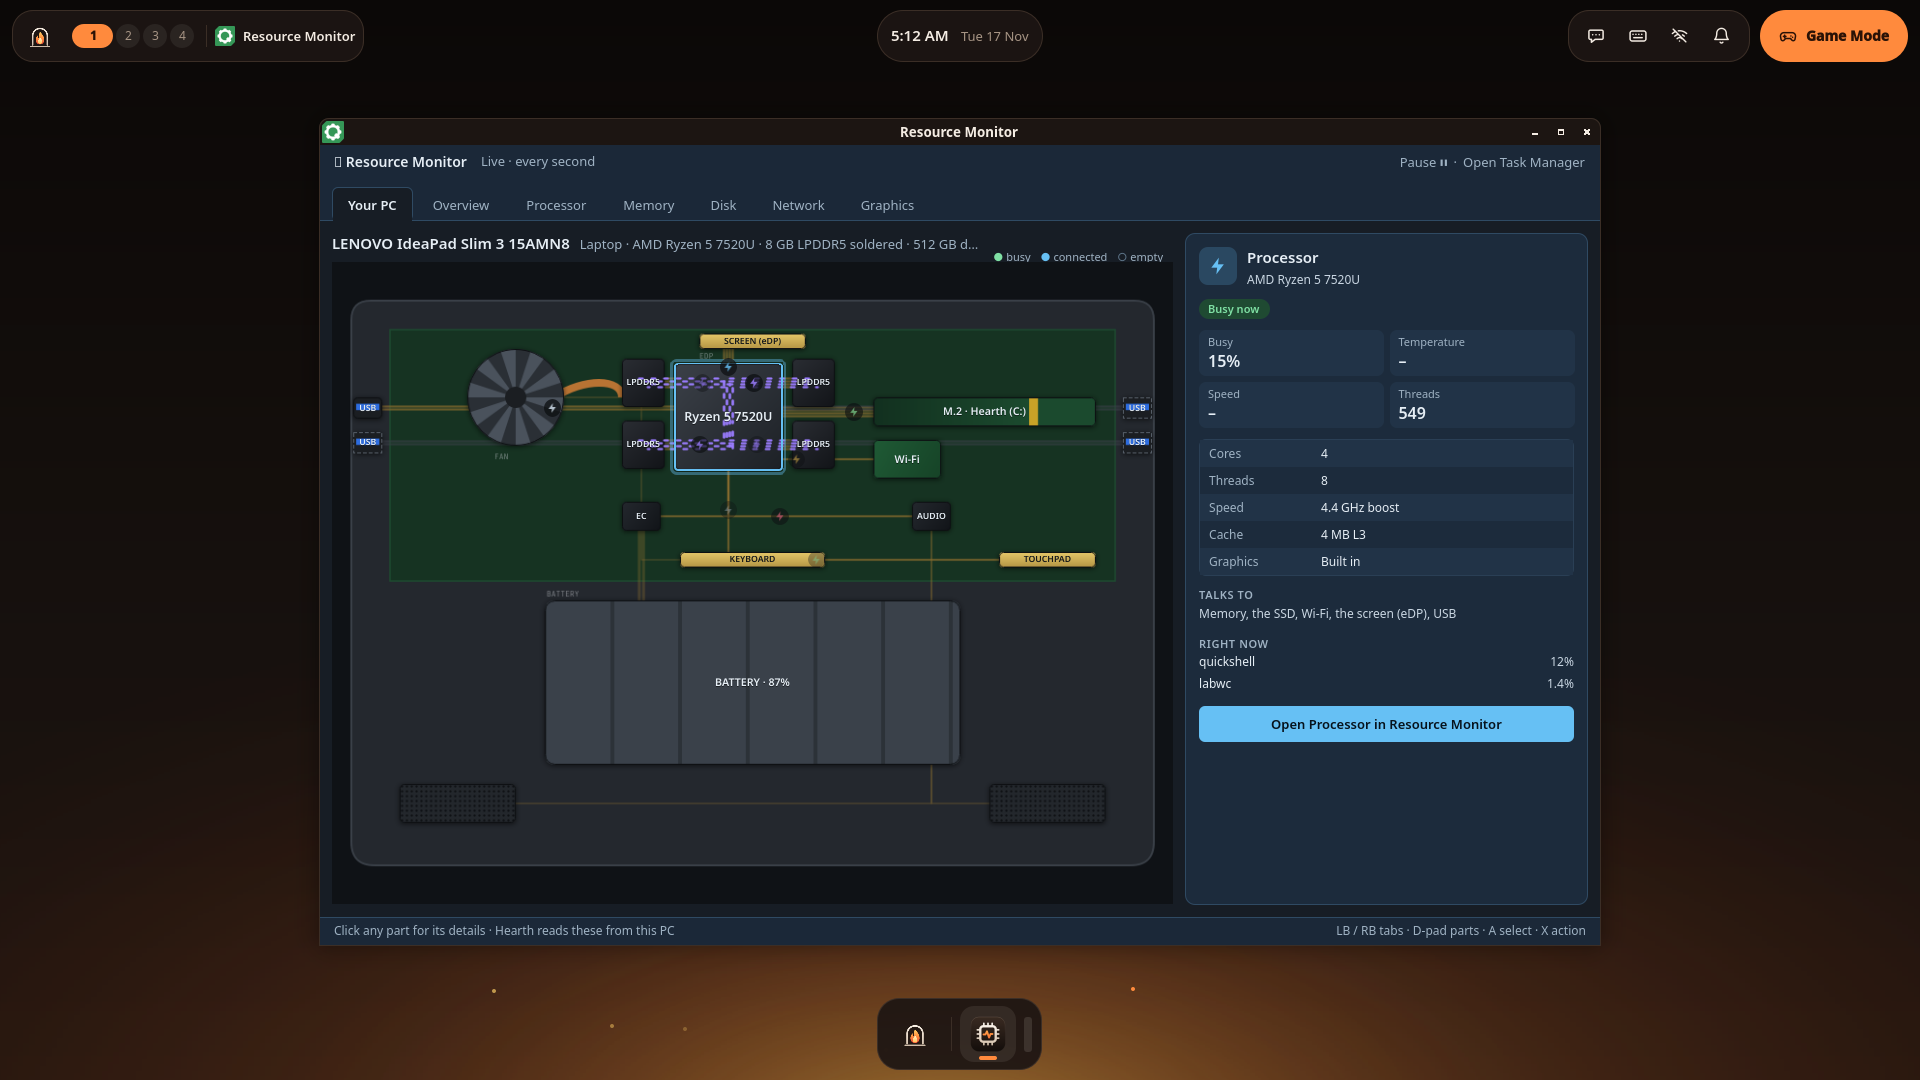 1 2 3 4 Resource Monitor
5:12 AM Tue 17 Nov
Game Mode
Resource Monitor
Resource Monitor Live · every second
Pause · Open Task Manager
Your PC Overview Processor Memory Disk Network Graphics
LENOVO IdeaPad Slim 3 15AMN8 Laptop · AMD Ryzen 5 7520U · 8 GB LPDDR5 soldered · 512 GB d...
busy connected empty
SCREEN (eDP)
EDP
LPDDR5 LPDDR5
USB USB
Ryzen 5 7520U
M.2 · Hearth (C:)
USB USB
LPDDR5 LPDDR5
FAN
Wi-Fi
EC
AUDIO
KEYBOARD
TOUCHPAD
BATTERY
BATTERY · 87%
Processor
AMD Ryzen 5 7520U
Busy now
Busy
15%
Temperature
–
Speed
–
Threads
549
Cores 4
Threads 8
Speed 4.4 GHz boost
Cache 4 MB L3
Graphics Built in
TALKS TO
Memory, the SSD, Wi-Fi, the screen (eDP), USB
RIGHT NOW
quickshell 12%
labwc 1.4%
Open Processor in Resource Monitor
Click any part for its details · Hearth reads these from this PC
LB / RB tabs · D-pad parts · A select · X action